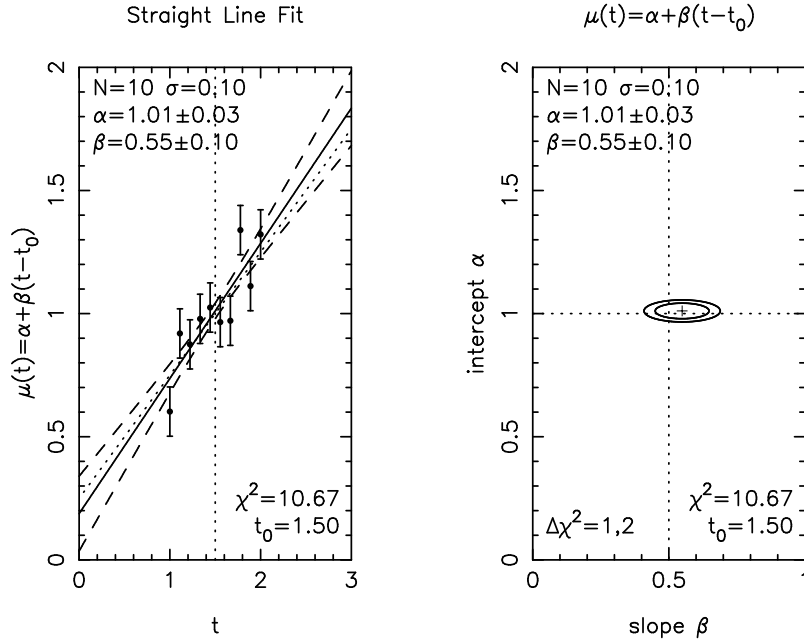 Straight Line Fit
μ(t)=α+β(t−t₀)
2
1.5
1
0.5
0
N=10 σ=0.10
α=1.01±0.03
β=0.55±0.10
χ²=10.67
t₀=1.50
0 1 2 3
t
μ(t)=α+β(t−t₀)
2
1.5
1
0.5
0
intercept α
N=10 σ=0.10
α=1.01±0.03
β=0.55±0.10
χ²=10.67
Δχ²=1,2 t₀=1.50
0 0.5 1
slope β